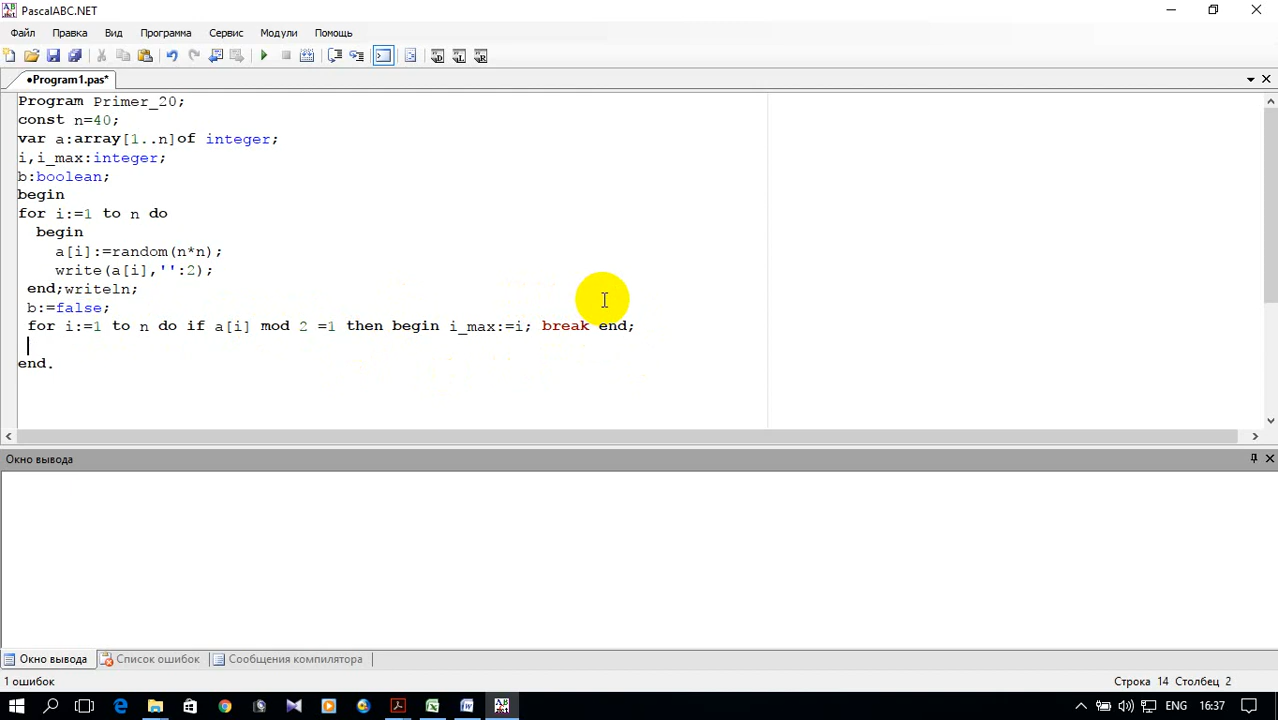 PascalABC.NET
Файл Правка Вид Программа Сервис Модули Помощь
•Program1.pas*
Program Primer_20;
const n=40;
var a:array[1..n]of integer;
i,i_max:integer;
b:boolean;
begin
for i:=1 to n do
begin
a[i]:=random(n*n);
write(a[i],'':2);
end;writeln;
b:=false;
for i:=1 to n do if a[i] mod 2 =1 then begin i_max:=i; break end;
end.
Окно вывода
Окно вывода Список ошибок Сообщения компилятора
1 ошибок Строка 14 Столбец 2
ENG 16:37